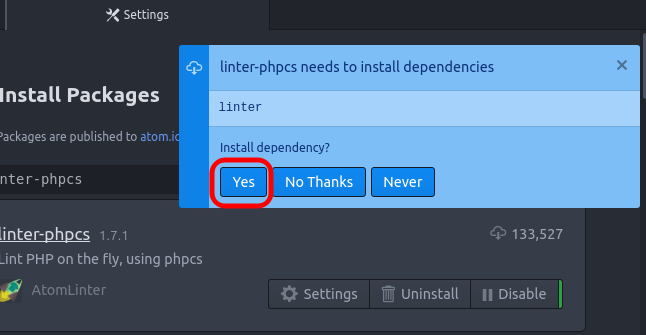 Settings
linter-phpcs needs to install dependencies
linter
Install Packages
Packages are published to atom.io
Install dependency?
nter-phpcs
Yes
No Thanks
Never
linter-phpcs 1.7.1
133,527
Lint PHP on the fly, using phpcs
AtomLinter
Settings
Uninstall
Disable